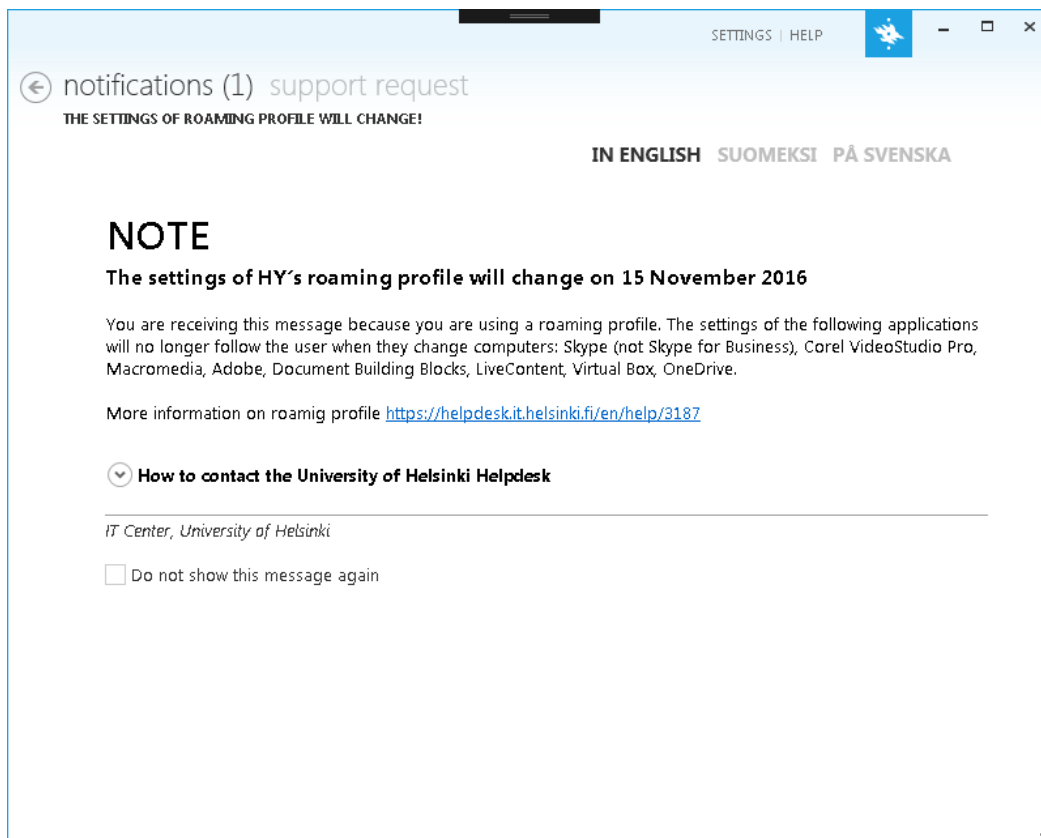 SETTINGS | HELP
notifications (1) support request
THE SETTINGS OF ROAMING PROFILE WILL CHANGE!
IN ENGLISH SUOMEKSI PÅ SVENSKA
NOTE
The settings of HY´s roaming profile will change on 15 November 2016
You are receiving this message because you are using a roaming profile. The settings of the following applications
will no longer follow the user when they change computers: Skype (not Skype for Business), Corel VideoStudio Pro,
Macromedia, Adobe, Document Building Blocks, LiveContent, Virtual Box, OneDrive.
More information on roamig profile https://helpdesk.it.helsinki.fi/en/help/3187
How to contact the University of Helsinki Helpdesk
IT Center, University of Helsinki
Do not show this message again